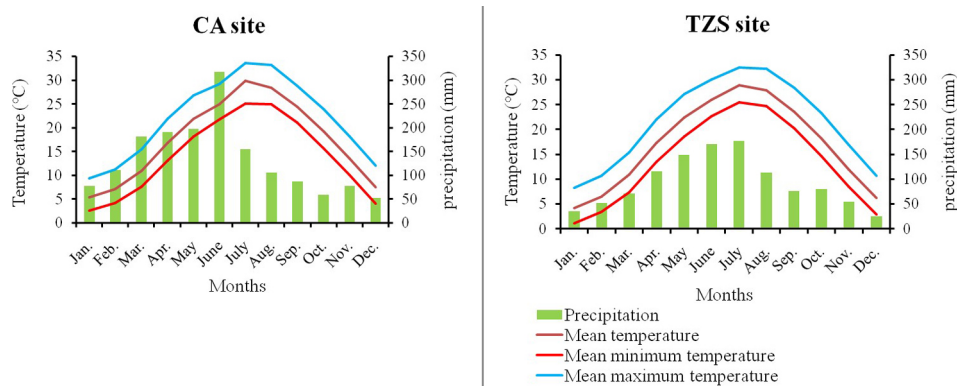 CA site
35
30
25
20
15
10
5
0
Temperature (°C)
350
300
250
200
150
100
50
0
precipitation (mm)
Jan. Feb. Mar. Apr. May June July Aug. Sep. Oct. Nov. Dec.
Months
TZS site
35
30
25
20
15
10
5
0
Temperature (°C)
350
300
250
200
150
100
50
0
precipitation (mm)
Jan. Feb. Mar. Apr. May June July Aug. Sep. Oct. Nov. Dec.
Months
Precipitation
Mean temperature
Mean minimum temperature
Mean maximum temperature